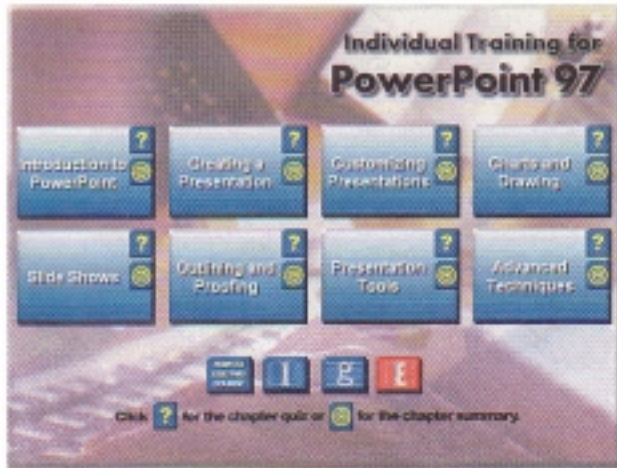 Individual Training for
PowerPoint 97
?
?
?
?
Introduction to
PowerPoint
Creating a
Presentation
Customizing
Presentations
Charts and
Drawing
?
?
?
?
Slide Shows
Outlining and
Proofing
Presentation
Tools
Advanced
Techniques
I
g
E
Click ? for the chapter quiz or for the chapter summary.